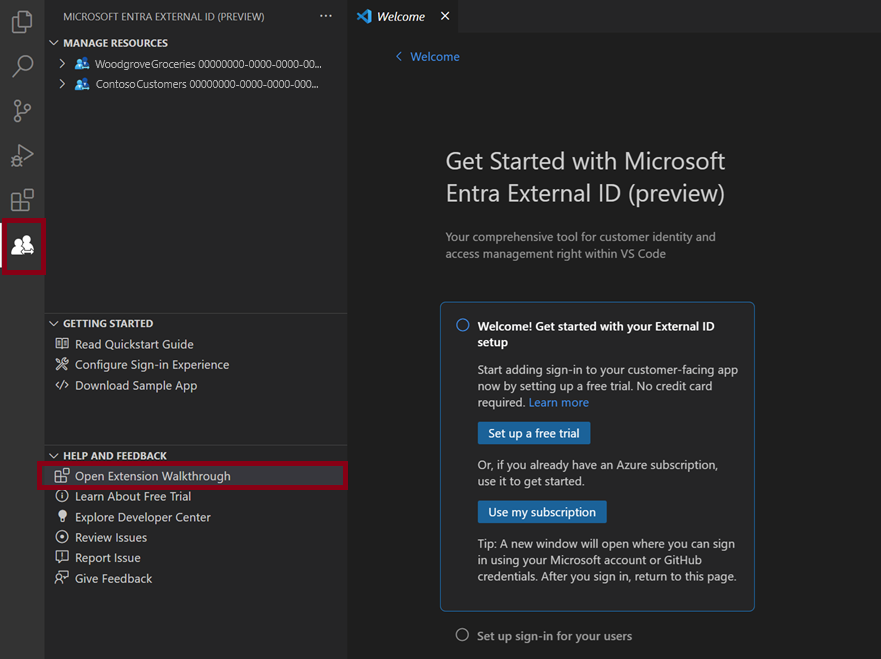 MICROSOFT ENTRA EXTERNAL ID (PREVIEW)
MANAGE RESOURCES
WoodgroveGroceries 00000000-0000-0000-00...
ContosoCustomers 00000000-0000-0000-000...
GETTING STARTED
Read Quickstart Guide
Configure Sign-in Experience
Download Sample App
HELP AND FEEDBACK
Open Extension Walkthrough
Learn About Free Trial
Explore Developer Center
Review Issues
Report Issue
Give Feedback
Welcome
Welcome
Get Started with Microsoft
Entra External ID (preview)
Your comprehensive tool for customer identity and
access management right within VS Code
Welcome! Get started with your External ID
setup
Start adding sign-in to your customer-facing app
now by setting up a free trial. No credit card
required. Learn more
Set up a free trial
Or, if you already have an Azure subscription,
use it to get started.
Use my subscription
Tip: A new window will open where you can sign
in using your Microsoft account or GitHub
credentials. After you sign in, return to this page.
Set up sign-in for your users